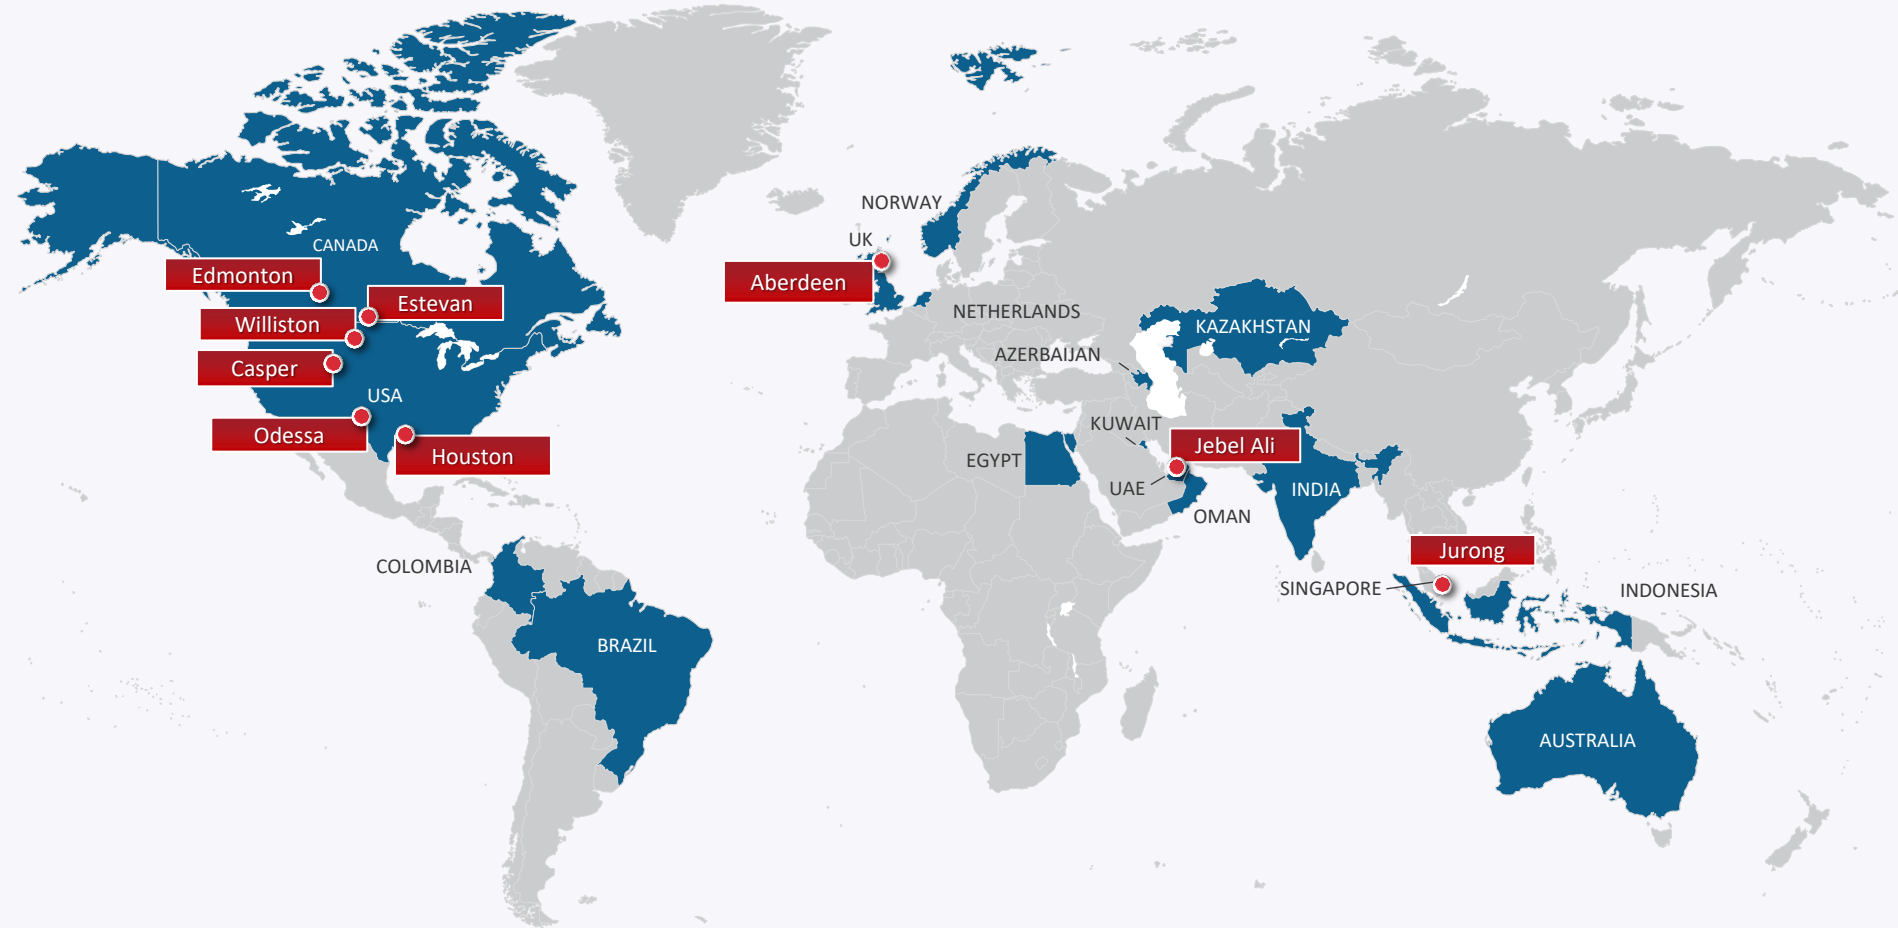 NORWAY
UK
CANADA
Edmonton
Aberdeen
Estevan
NETHERLANDS
Williston
KAZAKHSTAN
AZERBAIJAN
Casper
USA
KUWAIT
Odessa
Jebel Ali
Houston
EGYPT
UAE
INDIA
OMAN
Jurong
COLOMBIA
SINGAPORE
INDONESIA
BRAZIL
AUSTRALIA